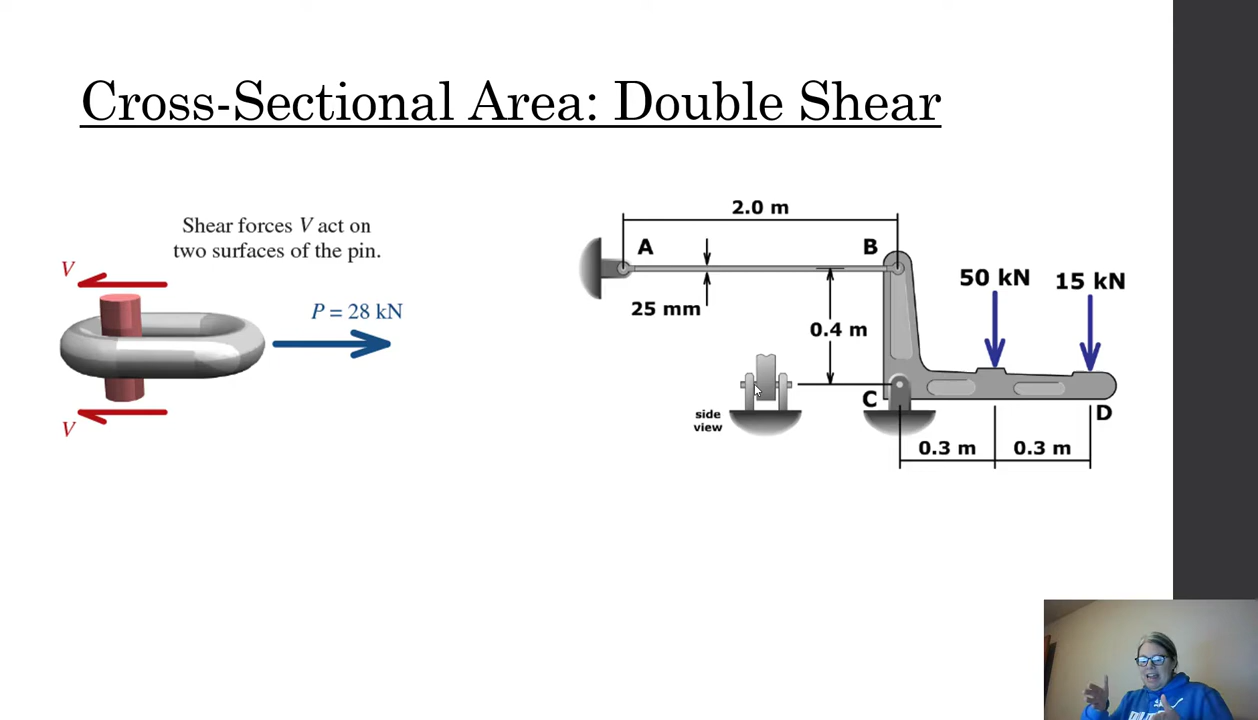 Cross-Sectional Area: Double Shear
Shear forces V act on
two surfaces of the pin.
V
P = 28 kN
V
2.0 m
A
B
25 mm
0.4 m
50 kN
15 kN
side
view
C
D
0.3 m
0.3 m